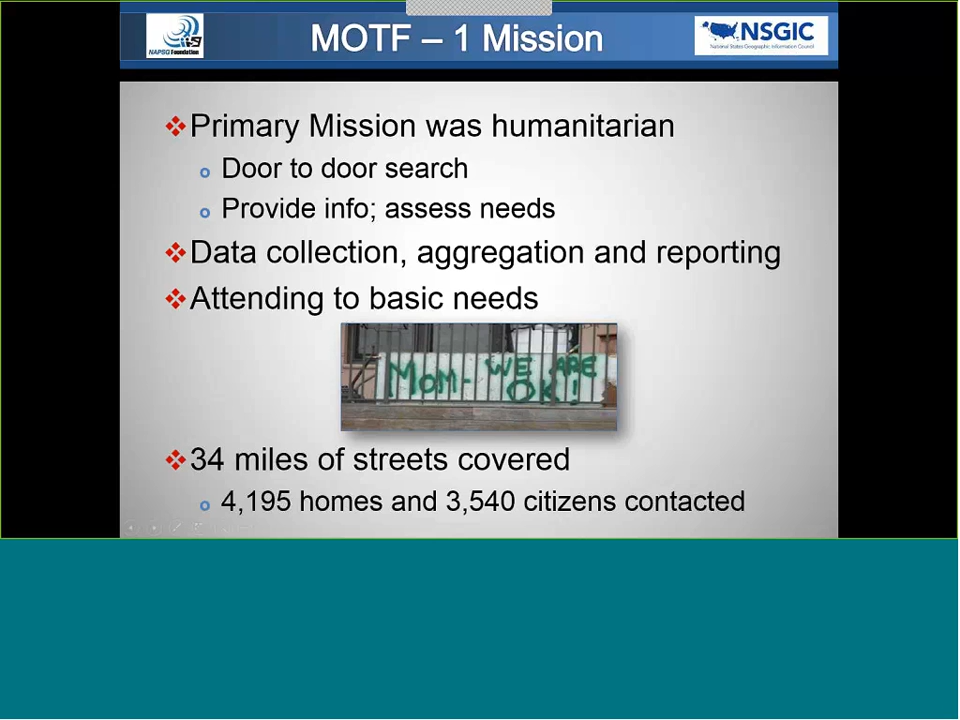 MOTF – 1 Mission
NAPSG Foundation
NSGIC
National States Geographic Information Council
Primary Mission was humanitarian
Door to door search
Provide info; assess needs
Data collection, aggregation and reporting
Attending to basic needs
MOM- WE ARE
OK!
34 miles of streets covered
4,195 homes and 3,540 citizens contacted